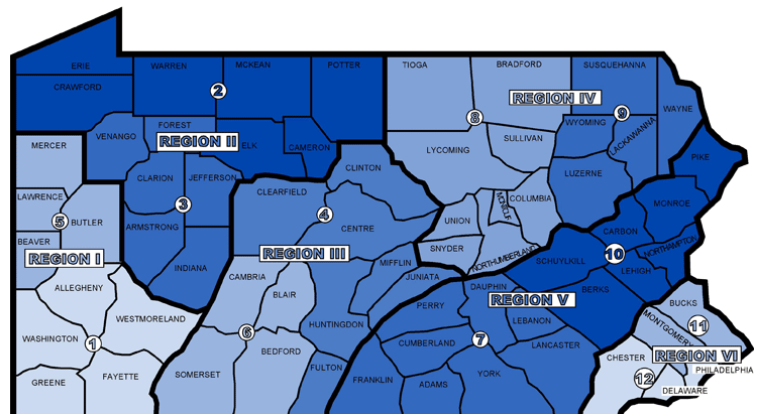 ERIE
WARREN
MCKEAN
POTTER
CRAWFORD
2
TIOGA
BRADFORD
SUSQUEHANNA
REGION IV
8
9
WAYNE
MERCER
VENANGO
FOREST
REGION II
ELK
CAMERON
WYOMING
LACKAWANNA
SULLIVAN
LYCOMING
PIKE
CLINTON
LUZERNE
CLARION
JEFFERSON
CLEARFIELD
LAWRENCE
5
BUTLER
3
4
CENTRE
UNION
COLUMBIA
MONROE
ARMSTRONG
BEAVER
REGION I
REGION III
SNYDER
NORTHUMBERLAND
CARBON
NORTHAMPTON
10
INDIANA
CAMBRIA
MIFFLIN
JUNIATA
SCHUYLKILL
LEHIGH
ALLEGHENY
BLAIR
DAUPHIN
REGION V
BERKS
PERRY
LEBANON
WESTMORELAND
HUNTINGDON
BUCKS
MONTGOMERY
11
WASHINGTON
1
6
BEDFORD
CUMBERLAND
7
LANCASTER
CHESTER
REGION VI
PHILADELPHIA
SOMERSET
FULTON
FRANKLIN
ADAMS
YORK
12
DELAWARE
GREENE
FAYETTE